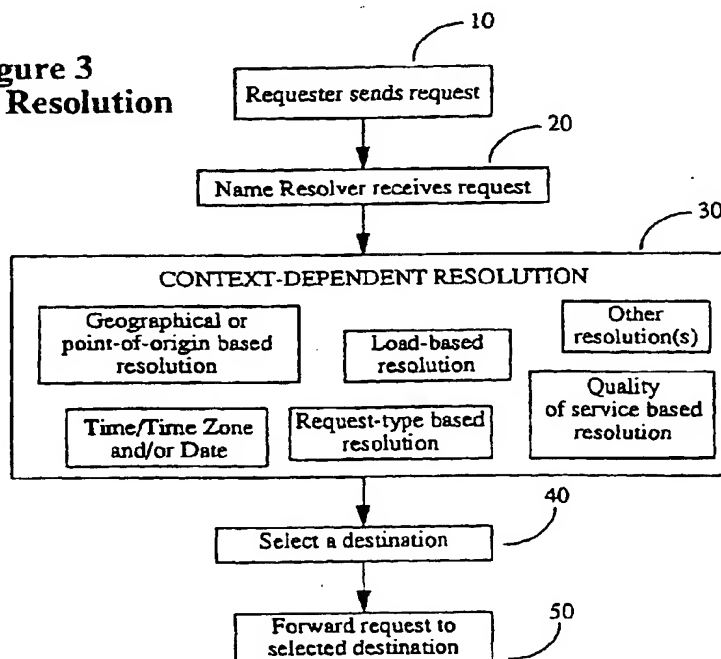 gure 3
Resolution
10
Requester sends request
20
Name Resolver receives request
30
CONTEXT-DEPENDENT RESOLUTION
Geographical or
point-of-origin based
resolution
Load-based
resolution
Other
resolution(s)
Time/Time Zone
and/or Date
Request-type based
resolution
Quality
of service based
resolution
40
Select a destination
50
Forward request to
selected destination